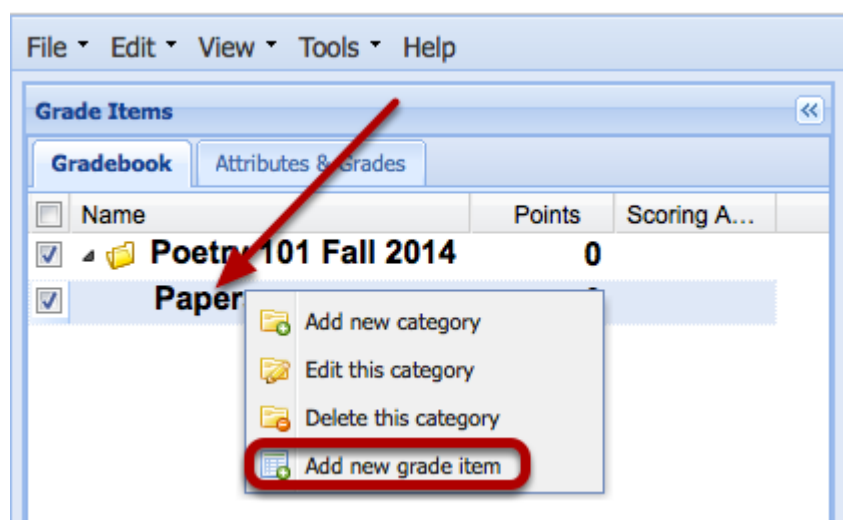 File Edit View Tools Help
Grade Items
Gradebook Attributes & Grades
Name Points Scoring A...
Poetry 101 Fall 2014 0
Paper
Add new category
Edit this category
Delete this category
Add new grade item